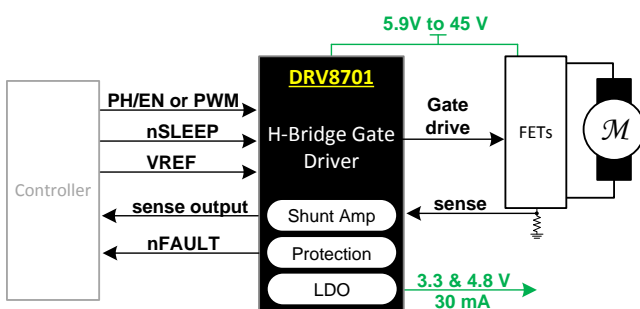 5.9V to 45 V
DRV8701
PH/EN or PWM
Gate
drive
nSLEEP
H-Bridge Gate
Driver
FETs
M
VREF
Controller
sense output
Shunt Amp
sense
nFAULT
Protection
LDO
3.3 & 4.8 V
30 mA